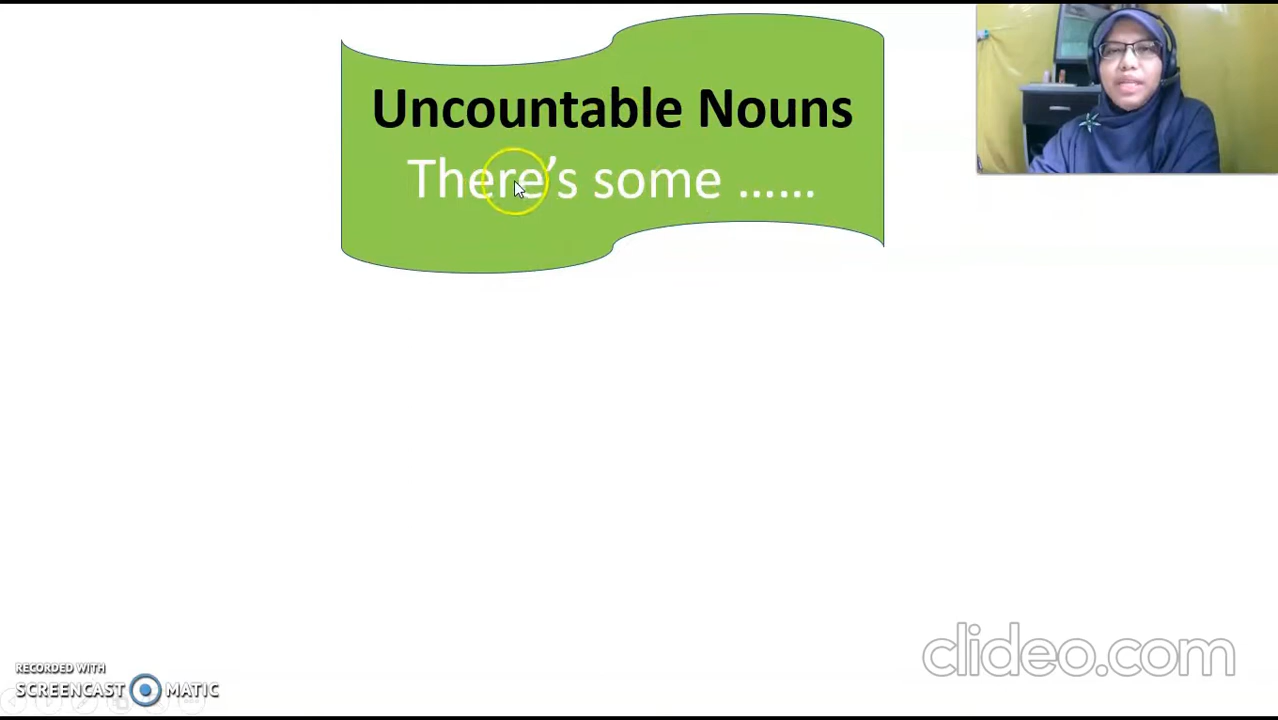 Uncountable Nouns
There’s some ......
clideo.com
RECORDED WITH
SCREENCAST MATIC